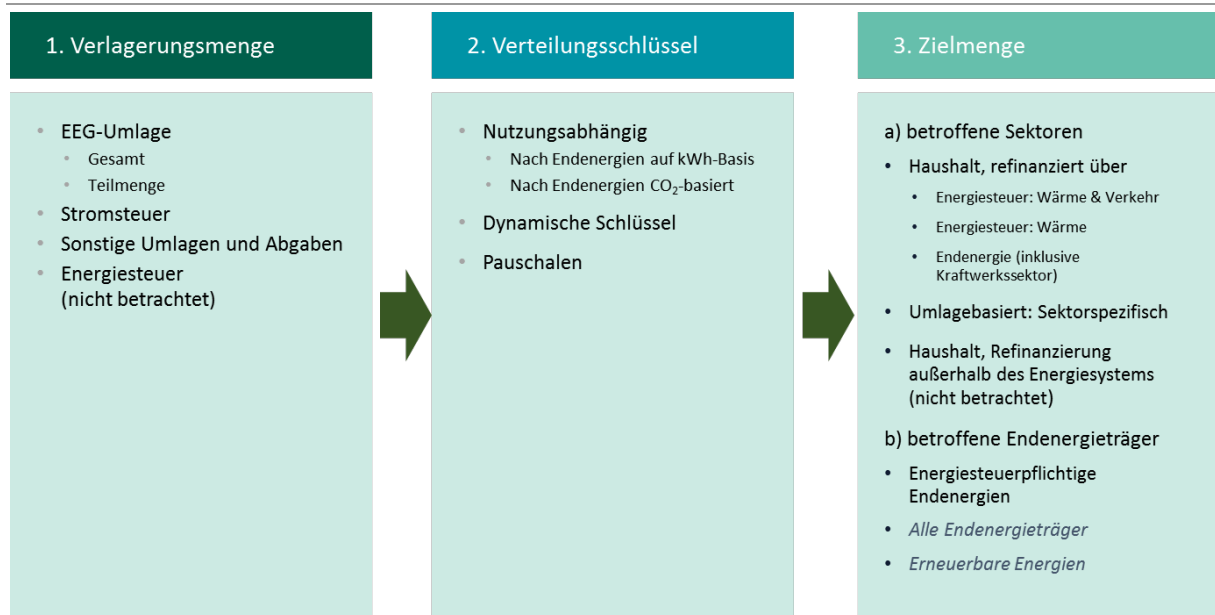 1. Verlagerungsmenge
• EEG-Umlage
• Gesamt
• Teilmenge
• Stromsteuer
• Sonstige Umlagen und Abgaben
• Energiesteuer
(nicht betrachtet)
2. Verteilungsschlüssel
• Nutzungsabhängig
• Nach Endenergien auf kWh-Basis
• Nach Endenergien CO₂-basiert
• Dynamische Schlüssel
• Pauschalen
3. Zielmenge
a) betroffene Sektoren
• Haushalt, refinanziert über
• Energiesteuer: Wärme & Verkehr
• Energiesteuer: Wärme
• Endenergie (inklusive
Kraftwerkssektor)
• Umlagebasiert: Sektorspezifisch
• Haushalt, Refinanzierung
außerhalb des Energiesystems
(nicht betrachtet)
b) betroffene Endenergieträger
• Energiesteuerpflichtige
Endenergien
• Alle Endenergieträger
• Erneuerbare Energien